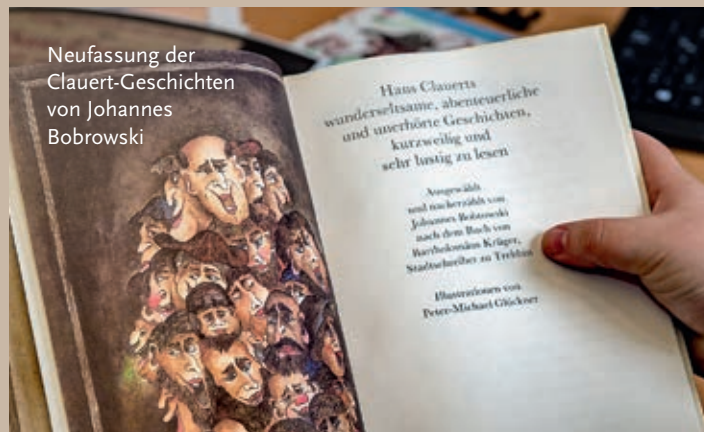 Neufassung der
Clauert-Geschichten
von Johannes
Bobrowski
Hans Clauerts
wunderseltsame, abenteuerliche
und unerhörte Geschichten,
kurzweilig und
sehr lustig zu lesen
Ausgewählt
und nacherzählt von
Johannes Bobrowski
nach dem Buch von
Bartholomäus Krüger,
Stadtschreiber zu Trebbin
Illustrationen von
Peter-Michael Glöckner